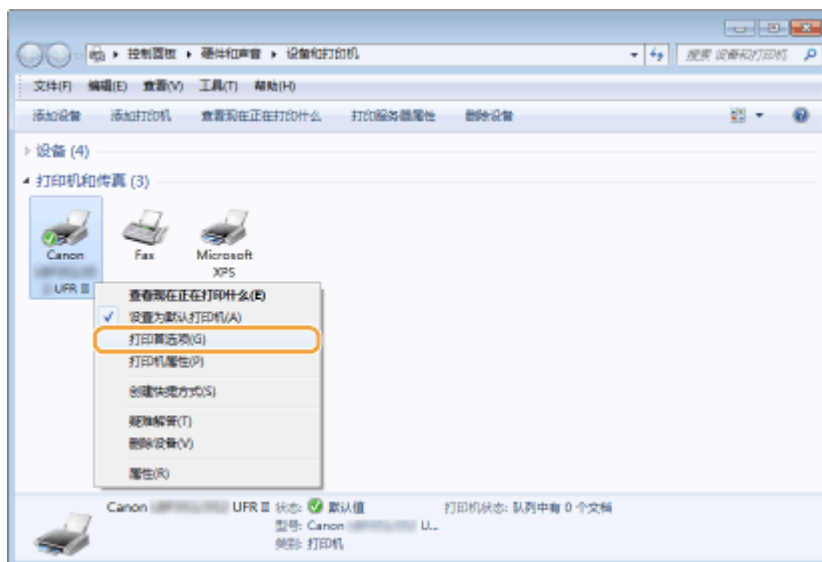 控制面板 ▸ 硬件和声音 ▸ 设备和打印机
搜索 设备和打印机
文件(F) 编辑(E) 查看(V) 工具(T) 帮助(H)
添加设备 添加打印机 查看现在正在打印什么 打印服务器属性 删除设备
设备 (4)
打印机和传真 (3)
Canon
UFR II
Fax
Microsoft
XPS
查看现在正在打印什么(E)
设置为默认打印机(A)
打印首选项(G)
打印机属性(P)
创建快捷方式(S)
疑难解答(T)
删除设备(V)
属性(R)
Canon UFR II 状态: 默认值 打印机状态: 队列中有 0 个文档
型号: Canon U...
类别: 打印机